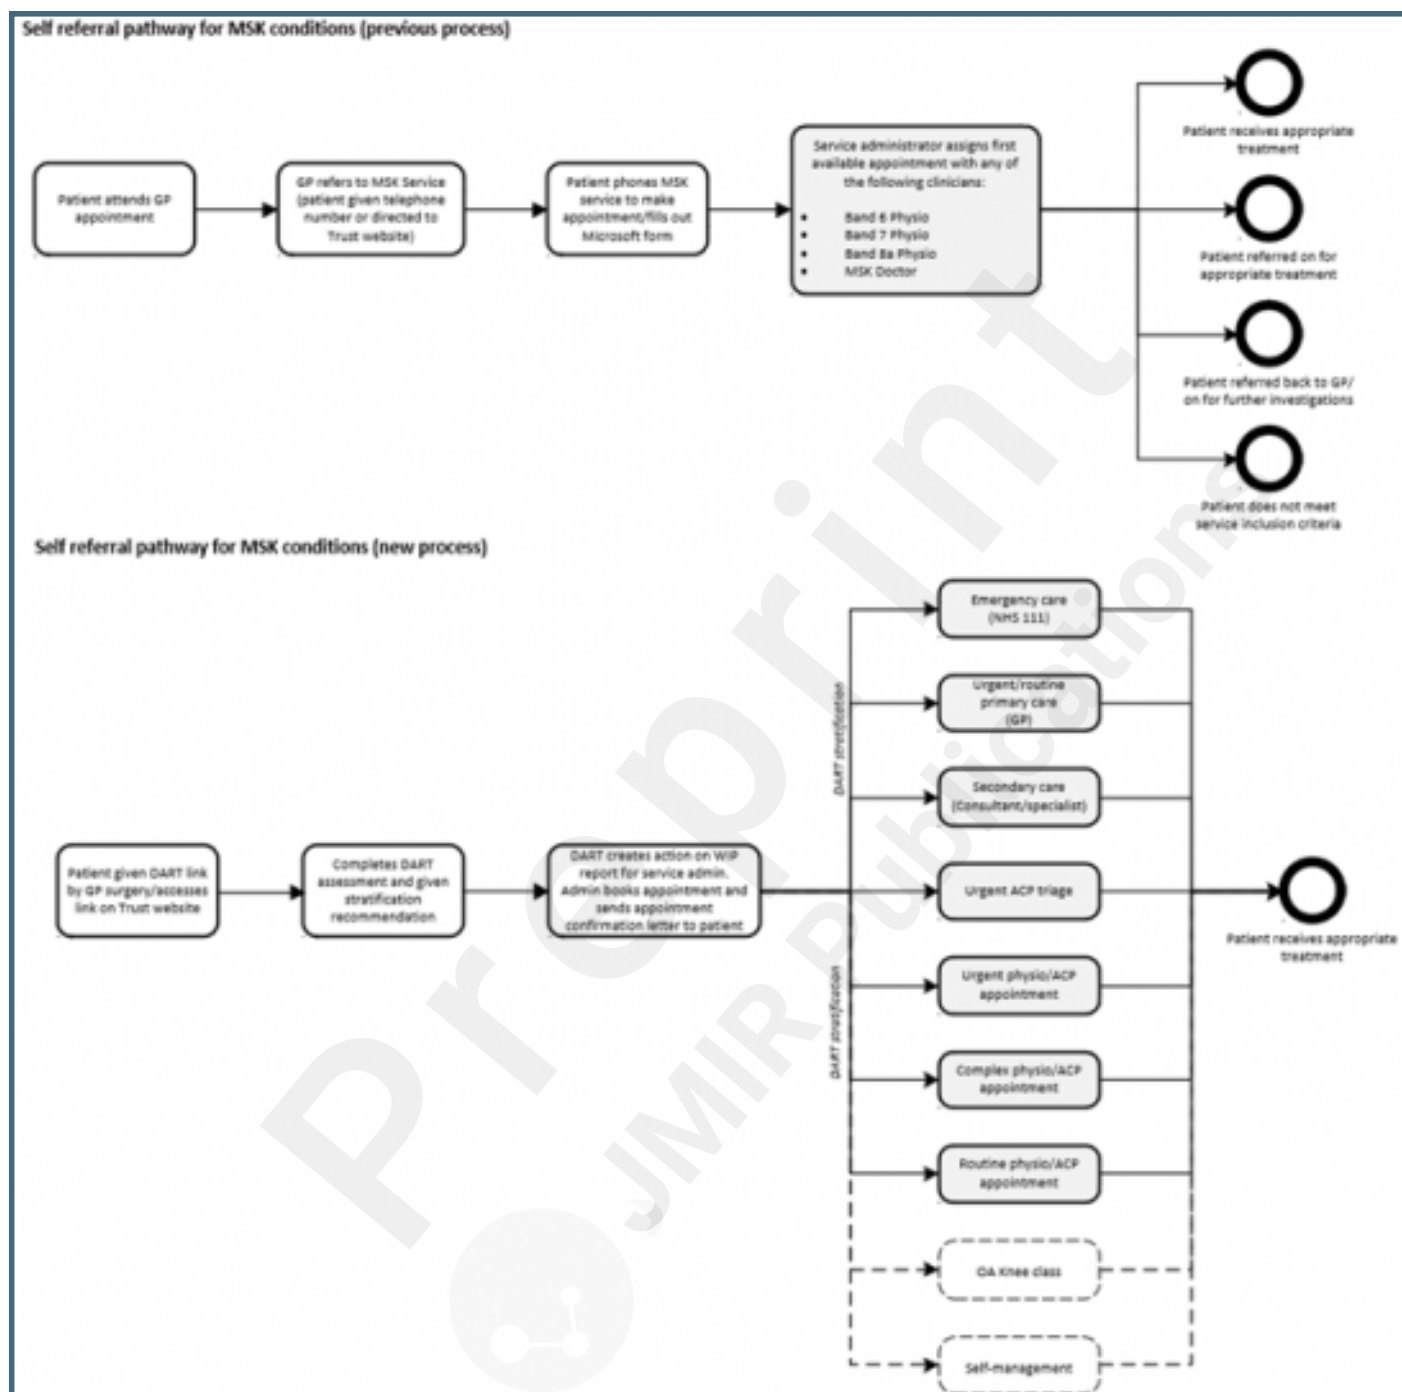 Self referral pathway for MSK conditions (previous process)
Patient attends GP
appointment
GP refers to MSK Service
(patient given telephone
number or directed to
Trust website)
Patient phones MSK
service to make
appointment/fills out
Microsoft form
Service administrator assigns first
available appointment with any of
the following clinicians:
• Band 6 Physio
• Band 7 Physio
• Band 8a Physio
• MSK Doctor
Patient receives appropriate
treatment
Patient referred on for
appropriate treatment
Patient referred back to GP/
on for further investigations
Patient does not meet
service inclusion criteria
Self referral pathway for MSK conditions (new process)
Patient given DART link
by GP surgery/accesses
link on Trust website
Completes DART
assessment and given
stratification
recommendation
DART creates action on WIP
report for service admin.
Admin books appointment and
sends appointment
confirmation letter to patient
DART stratification
DART stratification
Emergency care
(NHS 111)
Urgent/routine
primary care
(GP)
Secondary care
(Consultant/specialist)
Urgent ACP triage
Urgent physio/ACP
appointment
Complex physio/ACP
appointment
Routine physio/ACP
appointment
OA Knee class
Self-management
Patient receives appropriate
treatment
Preprint
JMIR Publications